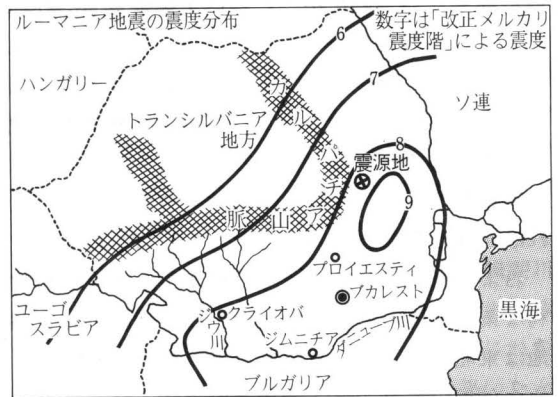 ルーマニア地震の震度分布
数字は「改正メルカリ
震度階」による震度
6
7
8
9
ハンガリー
ソ連
トランシルバニア
地方
カルパチア山脈
震源地
プロイエスティ
ブカレスト
クライオバ
ジウ川
ジムニチア
ダニューブ川
ユーゴ
スラビア
ブルガリア
黒海